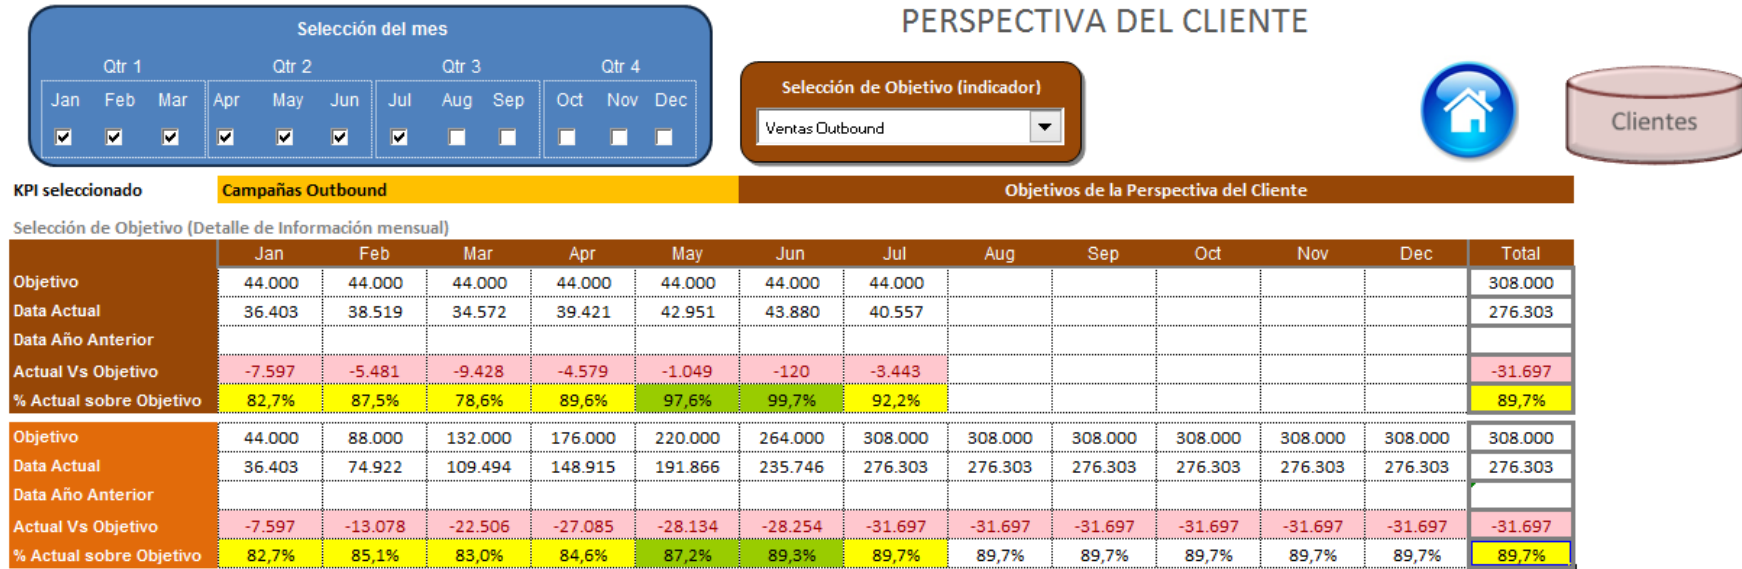 Selección del mes
Qtr 1 Qtr 2 Qtr 3 Qtr 4
Jan Feb Mar Apr May Jun Jul Aug Sep Oct Nov Dec
PERSPECTIVA DEL CLIENTE
Selección de Objetivo (indicador)
Ventas Outbound
Clientes
KPI seleccionado Campañas Outbound Objetivos de la Perspectiva del Cliente
Selección de Objetivo (Detalle de Información mensual)
Jan Feb Mar Apr May Jun Jul Aug Sep Oct Nov Dec Total
Objetivo 44.000 44.000 44.000 44.000 44.000 44.000 44.000 308.000
Data Actual 36.403 38.519 34.572 39.421 42.951 43.880 40.557 276.303
Data Año Anterior
Actual Vs Objetivo -7.597 -5.481 -9.428 -4.579 -1.049 -120 -3.443 -31.697
% Actual sobre Objetivo 82,7% 87,5% 78,6% 89,6% 97,6% 99,7% 92,2% 89,7%
Objetivo 44.000 88.000 132.000 176.000 220.000 264.000 308.000 308.000 308.000 308.000 308.000 308.000 308.000
Data Actual 36.403 74.922 109.494 148.915 191.866 235.746 276.303 276.303 276.303 276.303 276.303 276.303 276.303
Data Año Anterior
Actual Vs Objetivo -7.597 -13.078 -22.506 -27.085 -28.134 -28.254 -31.697 -31.697 -31.697 -31.697 -31.697 -31.697 -31.697
% Actual sobre Objetivo 82,7% 85,1% 83,0% 84,6% 87,2% 89,3% 89,7% 89,7% 89,7% 89,7% 89,7% 89,7% 89,7%